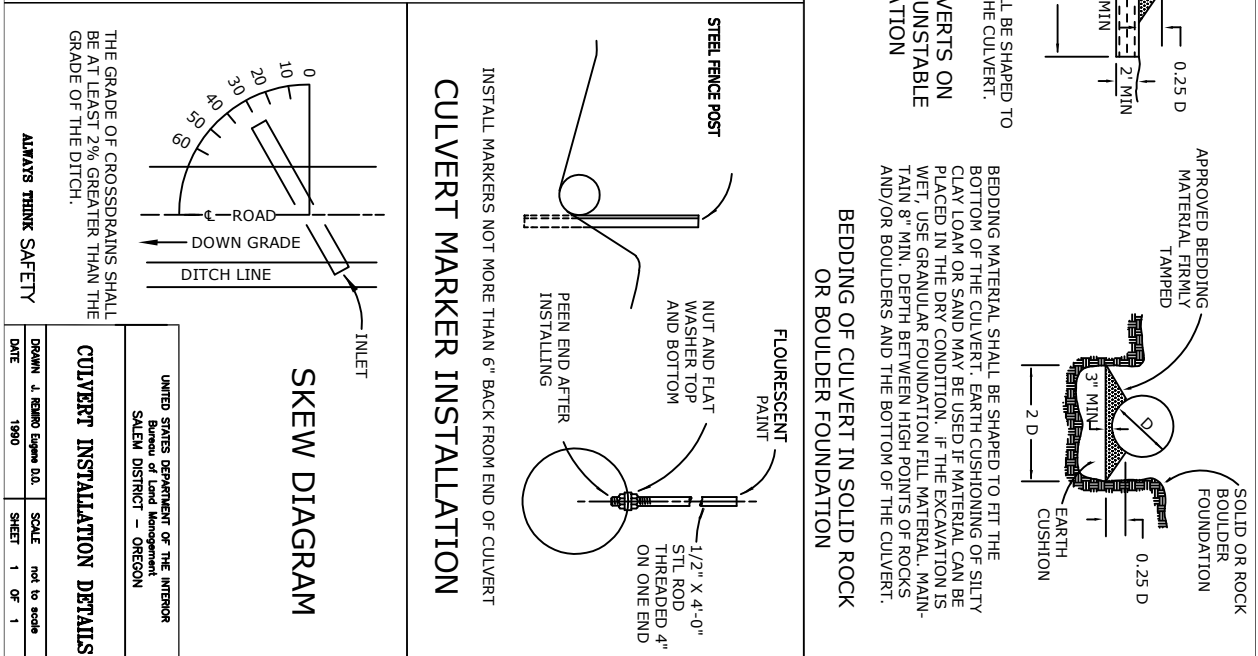 0.25 D
2' MIN
MIN
LL BE SHAPED TO
HE CULVERT.
VERTS ON
UNSTABLE
ATION
APPROVED BEDDING
MATERIAL FIRMLY
TAMPED
SOLID OR ROCK
BOULDER
FOUNDATION
D
3" MIN
2 D
0.25 D
EARTH
CUSHION
BEDDING MATERIAL SHALL BE SHAPED TO FIT THE
BOTTOM OF THE CULVERT. EARTH CUSHIONING OF SILTY
CLAY LOAM OR SAND MAY BE USED IF MATERIAL CAN BE
PLACED IN THE DRY CONDITION. IF THE EXCAVATION IS
WET, USE GRANULAR FOUNDATION FILL MATERIAL. MAIN-
TAIN 8" MIN. DEPTH BETWEEN HIGH POINTS OF ROCKS
AND/OR BOULDERS AND THE BOTTOM OF THE CULVERT.
BEDDING OF CULVERT IN SOLID ROCK
OR BOULDER FOUNDATION
STEEL FENCE POST
FLOURESCENT
PAINT
NUT AND FLAT
WASHER TOP
AND BOTTOM
PEEN END AFTER
INSTALLING
1/2" X 4'-0"
STL ROD
THREADED 4"
ON ONE END
INSTALL MARKERS NOT MORE THAN 6" BACK FROM END OF CULVERT
CULVERT MARKER INSTALLATION
0
10
20
30
40
50
60
℄ ROAD
DOWN GRADE
DITCH LINE
INLET
SKEW DIAGRAM
THE GRADE OF CROSSDRAINS SHALL
BE AT LEAST 2% GREATER THAN THE
GRADE OF THE DITCH.
ALWAYS THINK SAFETY
UNITED STATES DEPARTMENT OF THE INTERIOR
Bureau of Land Management
SALEM DISTRICT - OREGON
CULVERT INSTALLATION DETAILS
DRAWN J. REMIRO Eugene D.O.
SCALE not to scale
DATE 1990
SHEET 1 OF 1